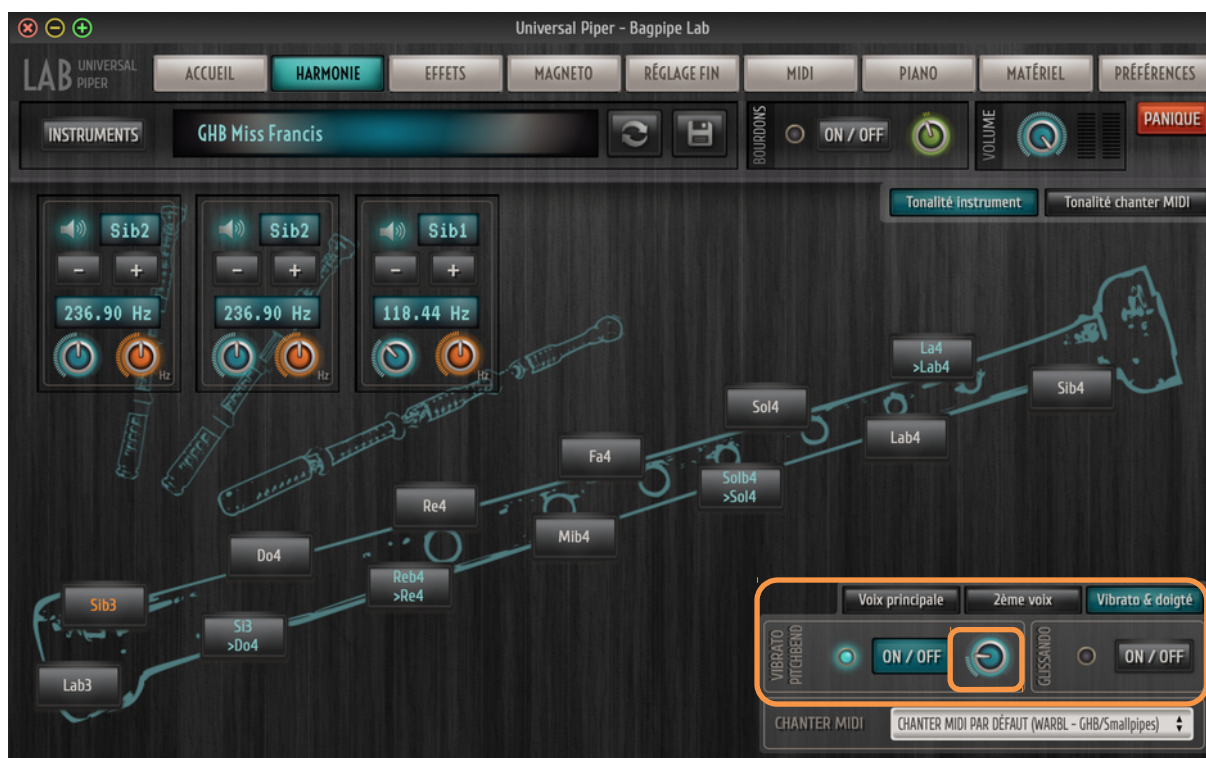 Universal Piper - Bagpipe Lab
LAB UNIVERSAL PIPER
ACCUEIL HARMONIE EFFETS MAGNETO RÉGLAGE FIN MIDI PIANO MATÉRIEL PRÉFÉRENCES
INSTRUMENTS GHB Miss Francis BOURDONS ON / OFF VOLUME PANIQUE
Tonalité instrument Tonalité chanter MIDI
Sib2 Sib2 Sib1
- + - + - +
236.90 Hz 236.90 Hz 118.44 Hz
Hz Hz Hz
La4
>Lab4
Sib4
Sol4
Lab4
Fa4
Solb4
>Sol4
Re4
Mib4
Do4
Reb4
>Re4
Sib3
Si3
>Do4
Lab3
Voix principale 2ème voix Vibrato & doigté
VIBRATO
PITCHBEND
ON / OFF
GLISSANDO
ON / OFF
CHANTER MIDI CHANTER MIDI PAR DÉFAUT (WARBL - GHB/Smallpipes)